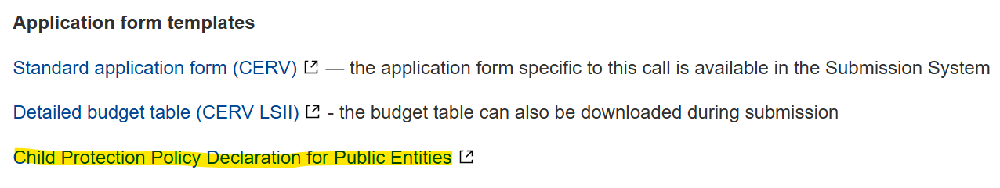 Application form templates
Standard application form (CERV) — the application form specific to this call is available in the Submission System
Detailed budget table (CERV LSII) - the budget table can also be downloaded during submission
Child Protection Policy Declaration for Public Entities